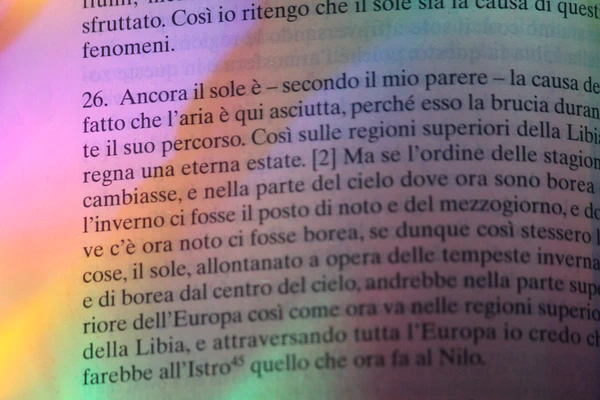 sfruttato. Così io ritengo che il sole sia la causa di quest
fenomeni.
26. Ancora il sole è – secondo il mio parere – la causa de
fatto che l'aria è qui asciutta, perché esso la brucia duran
te il suo percorso. Così sulle regioni superiori della Libi
regna una eterna estate. [2] Ma se l'ordine delle stagion
cambiasse, e nella parte del cielo dove ora sono borea
l'inverno ci fosse il posto di noto e del mezzogiorno, e do
ve c'è ora noto ci fosse borea, se dunque così stessero l
cose, il sole, allontanato a opera delle tempeste inverna
e di borea dal centro del cielo, andrebbe nella parte supe
riore dell'Europa così come ora va nelle regioni superio
della Libia, e attraversando tutta l'Europa io credo ch
farebbe all'Istro⁴⁵ quello che ora fa al Nilo.